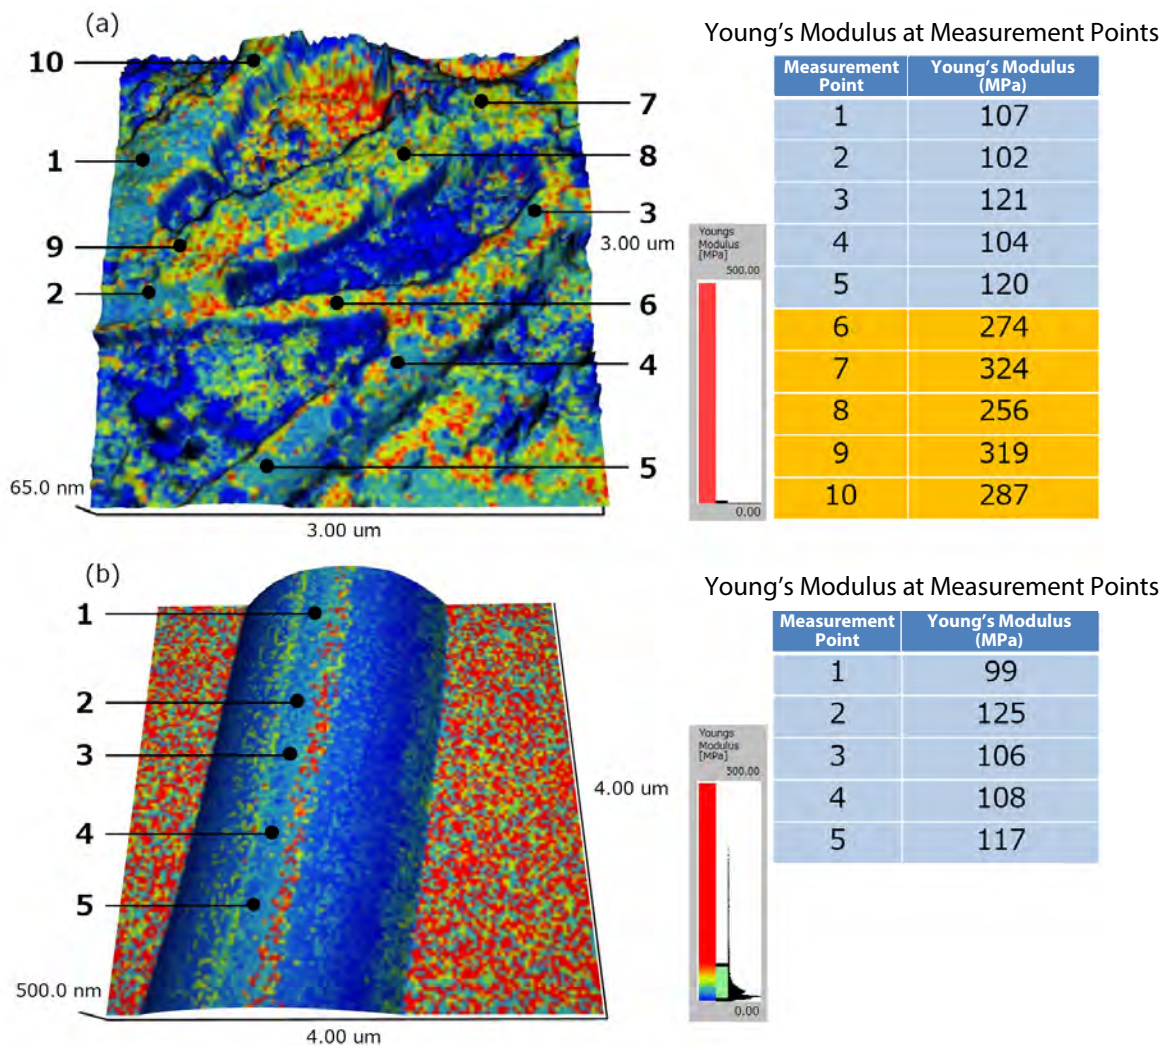 (a)
10
1
9
2
7
8
3
6
4
5
3.00 um
65.0 nm
3.00 um
Youngs
Modulus
[MPa]
500.00
0.00
Young's Modulus at Measurement Points
Measurement Point Young's Modulus (MPa)
1 107
2 102
3 121
4 104
5 120
6 274
7 324
8 256
9 319
10 287
(b)
1
2
3
4
5
4.00 um
500.0 nm
4.00 um
Youngs
Modulus
[MPa]
500.00
0.00
Young's Modulus at Measurement Points
Measurement Point Young's Modulus (MPa)
1 99
2 125
3 106
4 108
5 117